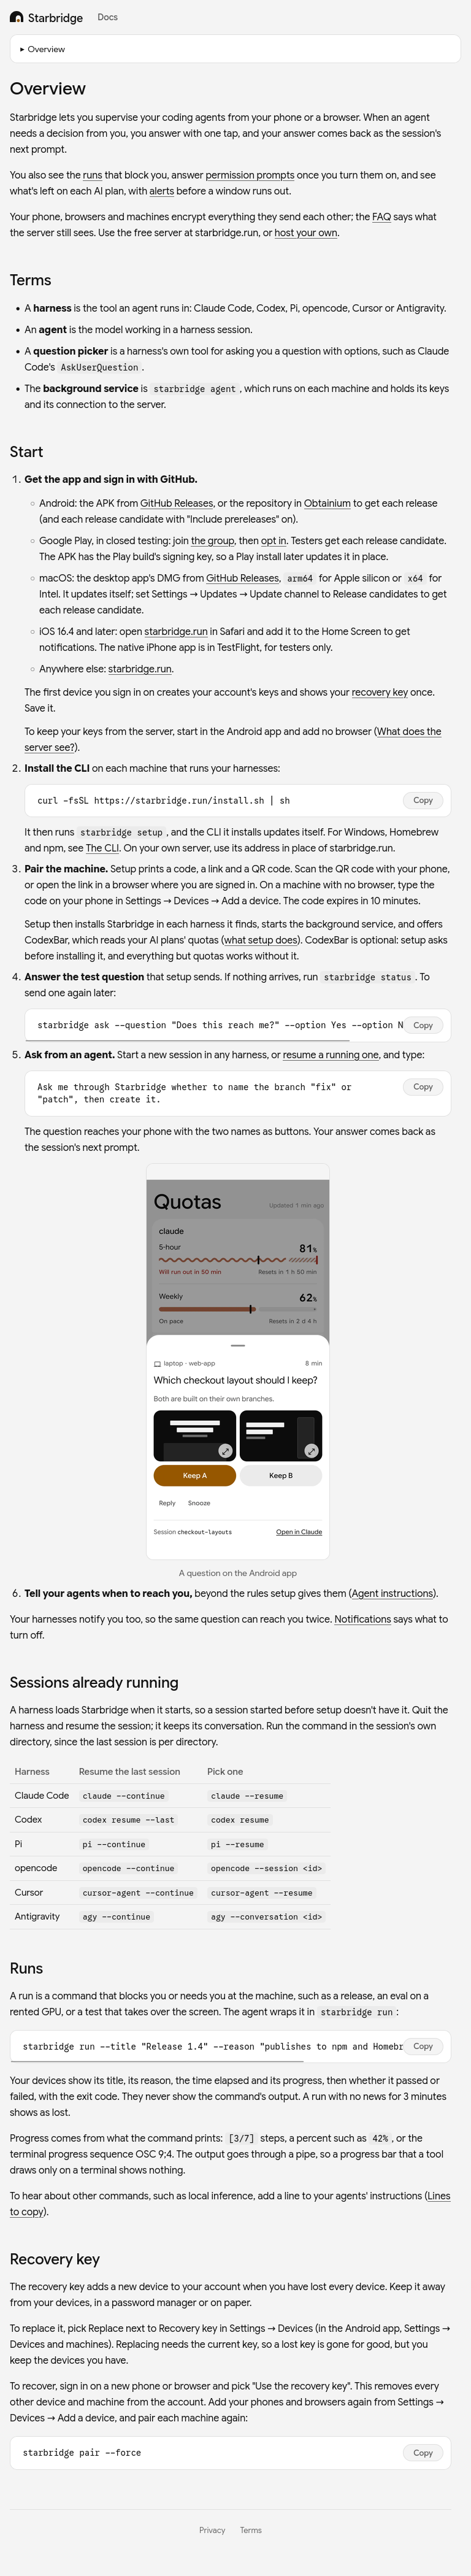 Starbridge Docs
▸ Overview
Overview
Starbridge lets you supervise your coding agents from your phone or a browser. When an agent
needs a decision from you, you answer with one tap, and your answer comes back as the session's
next prompt.
You also see the runs that block you, answer permission prompts once you turn them on, and see
what's left on each AI plan, with alerts before a window runs out.
Your phone, browsers and machines encrypt everything they send each other; the FAQ says what
the server still sees. Use the free server at starbridge.run, or host your own.
Terms
• A harness is the tool an agent runs in: Claude Code, Codex, Pi, opencode, Cursor or Antigravity.
• An agent is the model working in a harness session.
• A question picker is a harness's own tool for asking you a question with options, such as Claude
Code's AskUserQuestion.
• The background service is starbridge agent, which runs on each machine and holds its keys
and its connection to the server.
Start
1. Get the app and sign in with GitHub.
◦ Android: the APK from GitHub Releases, or the repository in Obtainium to get each release
(and each release candidate with "Include prereleases" on).
◦ Google Play, in closed testing: join the group, then opt in. Testers get each release candidate.
The APK has the Play build's signing key, so a Play install later updates it in place.
◦ macOS: the desktop app's DMG from GitHub Releases, arm64 for Apple silicon or x64 for
Intel. It updates itself; set Settings → Updates → Update channel to Release candidates to get
each release candidate.
◦ iOS 16.4 and later: open starbridge.run in Safari and add it to the Home Screen to get
notifications. The native iPhone app is in TestFlight, for testers only.
◦ Anywhere else: starbridge.run.
The first device you sign in on creates your account's keys and shows your recovery key once.
Save it.
To keep your keys from the server, start in the Android app and add no browser (What does the
server see?).
2. Install the CLI on each machine that runs your harnesses:
curl -fsSL https://starbridge.run/install.sh | sh Copy
It then runs starbridge setup, and the CLI it installs updates itself. For Windows, Homebrew
and npm, see The CLI. On your own server, use its address in place of starbridge.run.
3. Pair the machine. Setup prints a code, a link and a QR code. Scan the QR code with your phone,
or open the link in a browser where you are signed in. On a machine with no browser, type the
code on your phone in Settings → Devices → Add a device. The code expires in 10 minutes.
Setup then installs Starbridge in each harness it finds, starts the background service, and offers
CodexBar, which reads your AI plans' quotas (what setup does). CodexBar is optional: setup asks
before installing it, and everything but quotas works without it.
4. Answer the test question that setup sends. If nothing arrives, run starbridge status. To
send one again later:
starbridge ask --question "Does this reach me?" --option Yes --option N Copy
5. Ask from an agent. Start a new session in any harness, or resume a running one, and type:
Ask me through Starbridge whether to name the branch "fix" or Copy
"patch", then create it.
The question reaches your phone with the two names as buttons. Your answer comes back as
the session's next prompt.
Quotas Updated 1 min ago
claude
5-hour 81%
Will run out in 50 min Resets in 1 h 50 min
Weekly 62%
On pace Resets in 2 d 4 h
laptop · web-app 8 min
Which checkout layout should I keep?
Both are built on their own branches.
Keep A Keep B
Reply Snooze
Session checkout-layouts Open in Claude
A question on the Android app
6. Tell your agents when to reach you, beyond the rules setup gives them (Agent instructions).
Your harnesses notify you too, so the same question can reach you twice. Notifications says what to
turn off.
Sessions already running
A harness loads Starbridge when it starts, so a session started before setup doesn't have it. Quit the
harness and resume the session; it keeps its conversation. Run the command in the session's own
directory, since the last session is per directory.
Harness Resume the last session Pick one
Claude Code claude --continue claude --resume
Codex codex resume --last codex resume
Pi pi --continue pi --resume
opencode opencode --continue opencode --session <id>
Cursor cursor-agent --continue cursor-agent --resume
Antigravity agy --continue agy --conversation <id>
Runs
A run is a command that blocks you or needs you at the machine, such as a release, an eval on a
rented GPU, or a test that takes over the screen. The agent wraps it in starbridge run:
starbridge run --title "Release 1.4" --reason "publishes to npm and Homebr Copy
Your devices show its title, its reason, the time elapsed and its progress, then whether it passed or
failed, with the exit code. They never show the command's output. A run with no news for 3 minutes
shows as lost.
Progress comes from what the command prints: [3/7] steps, a percent such as 42%, or the
terminal progress sequence OSC 9;4. The output goes through a pipe, so a progress bar that a tool
draws only on a terminal shows nothing.
To hear about other commands, such as local inference, add a line to your agents' instructions (Lines
to copy).
Recovery key
The recovery key adds a new device to your account when you have lost every device. Keep it away
from your devices, in a password manager or on paper.
To replace it, pick Replace next to Recovery key in Settings → Devices (in the Android app, Settings →
Devices and machines). Replacing needs the current key, so a lost key is gone for good, but you
keep the devices you have.
To recover, sign in on a new phone or browser and pick "Use the recovery key". This removes every
other device and machine from the account. Add your phones and browsers again from Settings →
Devices → Add a device, and pair each machine again:
starbridge pair --force Copy
Privacy Terms